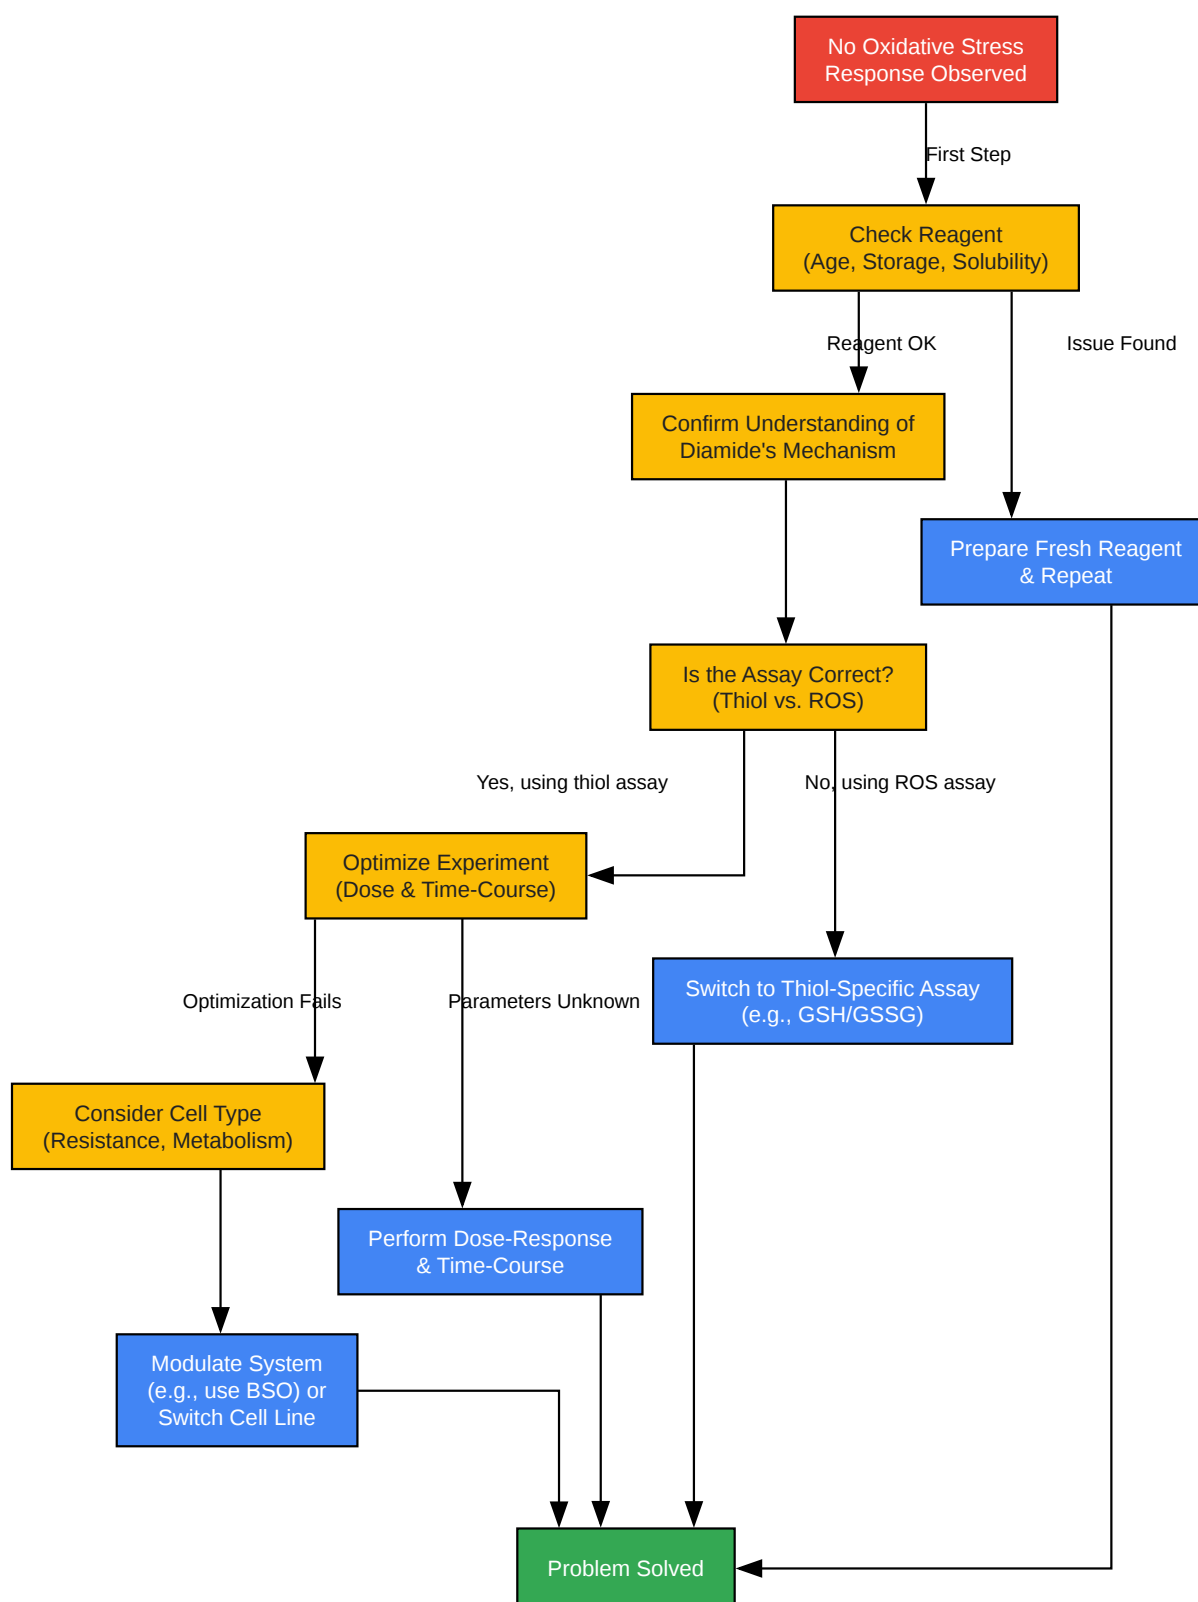 No Oxidative Stress
Response Observed
First Step
Check Reagent
(Age, Storage, Solubility)
Reagent OK
Issue Found
Confirm Understanding of
Diamide's Mechanism
Prepare Fresh Reagent
& Repeat
Is the Assay Correct?
(Thiol vs. ROS)
Yes, using thiol assay
No, using ROS assay
Optimize Experiment
(Dose & Time-Course)
Switch to Thiol-Specific Assay
(e.g., GSH/GSSG)
Optimization Fails
Parameters Unknown
Consider Cell Type
(Resistance, Metabolism)
Perform Dose-Response
& Time-Course
Modulate System
(e.g., use BSO) or
Switch Cell Line
Problem Solved